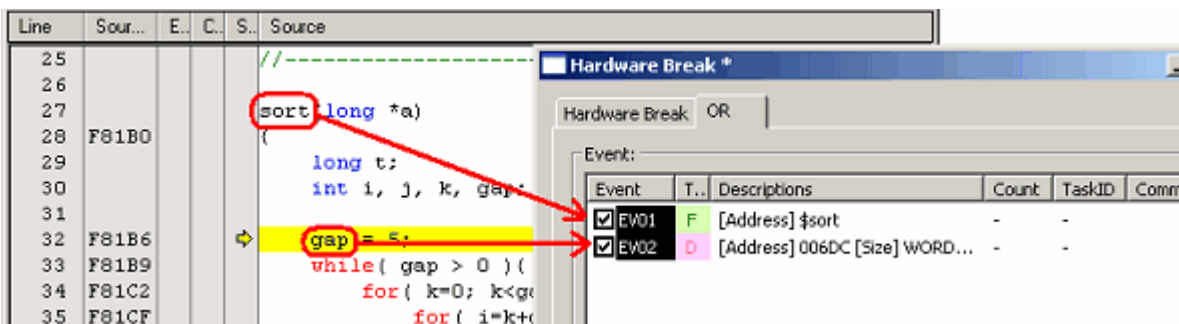 Line Sour... E.. C.. S.. Source
25 //-----------------------
26
27 sort(long *a)
28 F81B0 {
29 long t;
30 int i, j, k, gap;
31
32 F81B6 gap = 5;
33 F81B9 while( gap > 0 ){
34 F81C2 for( k=0; k<
35 F81CF for( i=k+
Hardware Break *
Hardware Break OR
Event:
Event T.. Descriptions Count TaskID Comm
EV01 F [Address] $sort - -
EV02 D [Address] 006DC [Size] WORD... - -